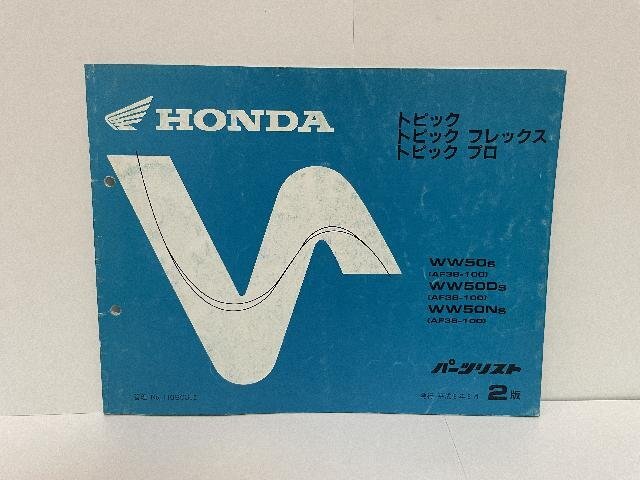 HONDA
トピック
トピック フレックス
トピック プロ
WW50S
(AF38-100)
WW50DS
(AF38-100)
WW50NS
(AF38-100)
パーツリスト
2版